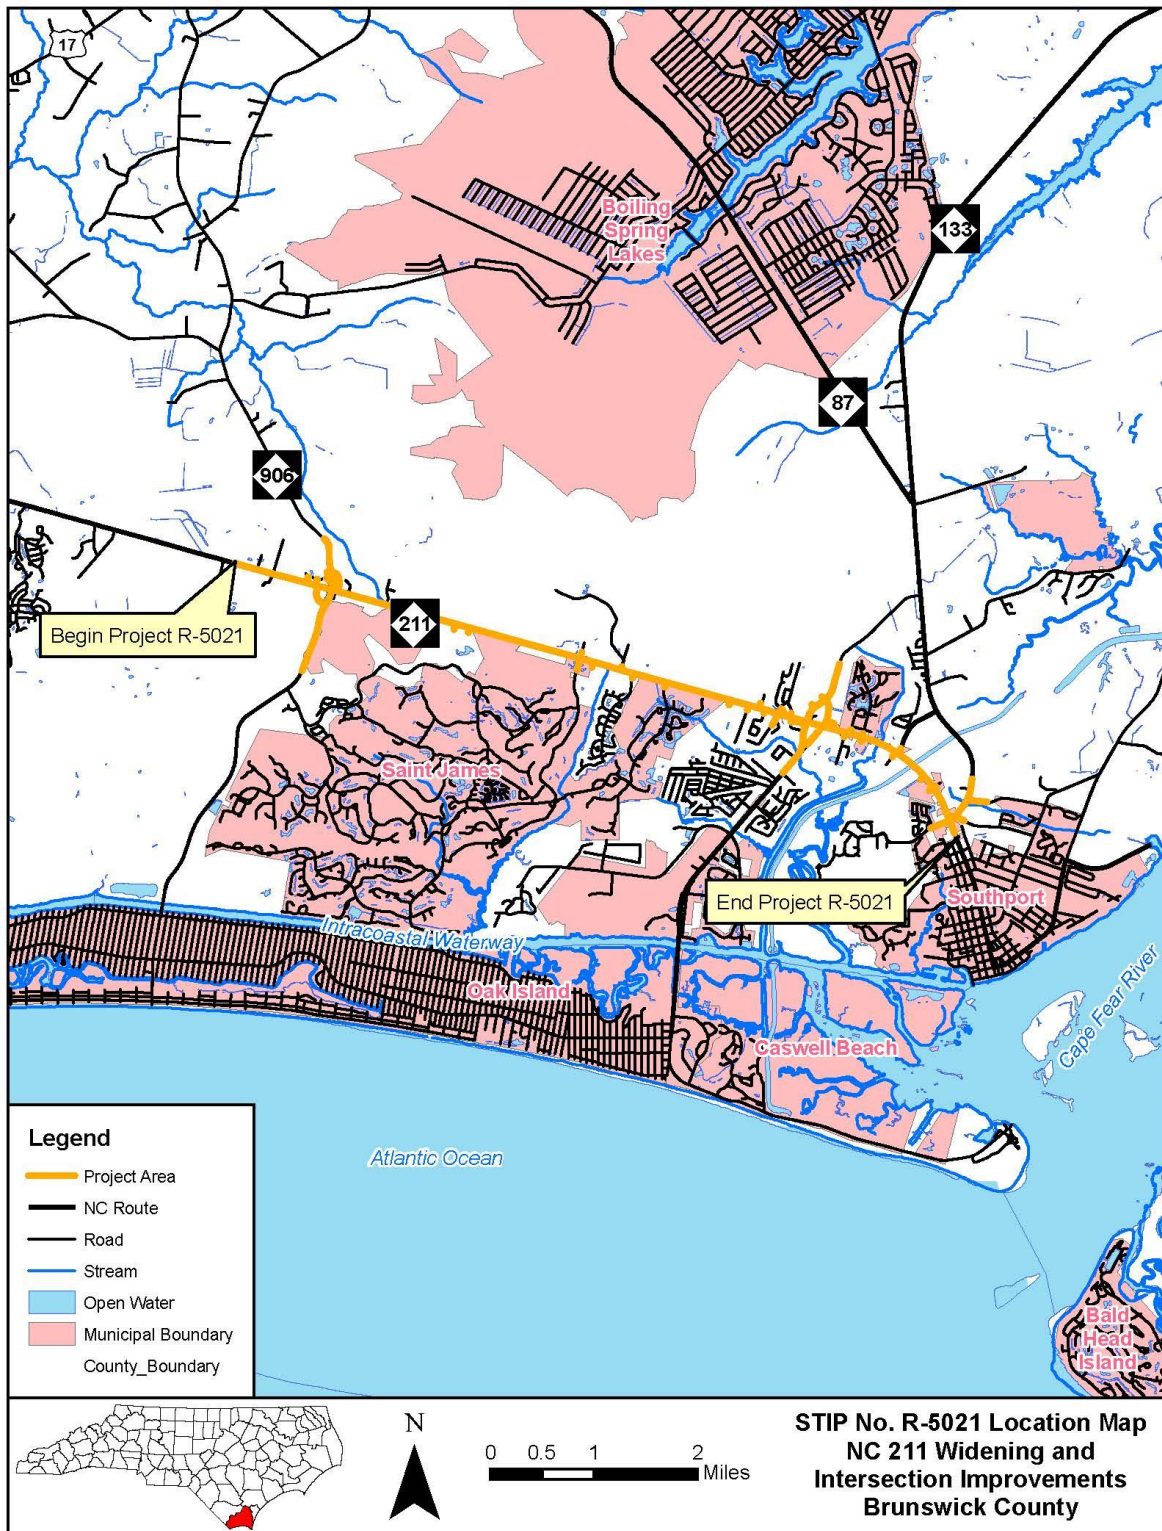 17
Boiling
Spring
Lakes
133
87
906
Begin Project R-5021
211
Saint James
End Project R-5021
Southport
Intracoastal Waterway
Oak Island
Cape Fear River
Caswell Beach
Atlantic Ocean
Bald
Head
Island
Legend
Project Area
NC Route
Road
Stream
Open Water
Municipal Boundary
County_Boundary
N
0 0.5 1 2
Miles
STIP No. R-5021 Location Map
NC 211 Widening and
Intersection Improvements
Brunswick County